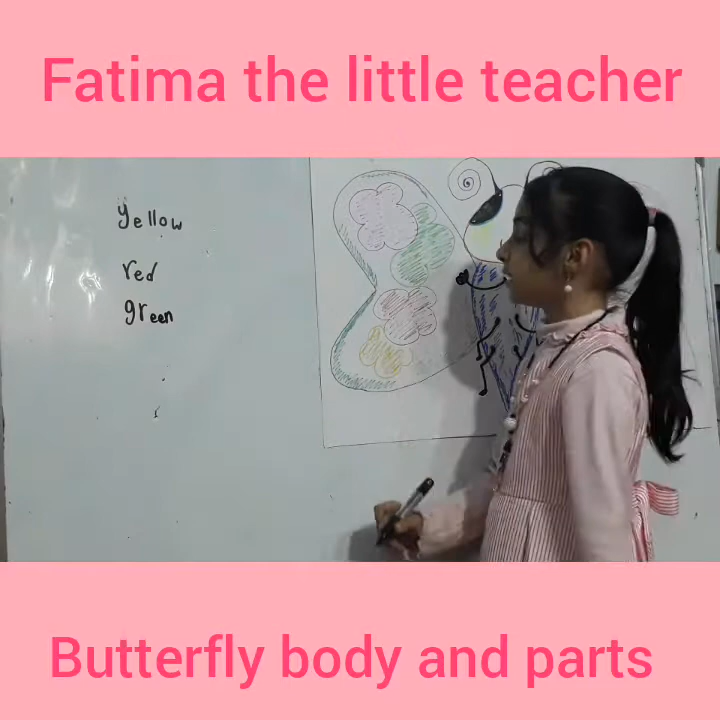 Fatima the little teacher
yellow
red
green
Butterfly body and parts